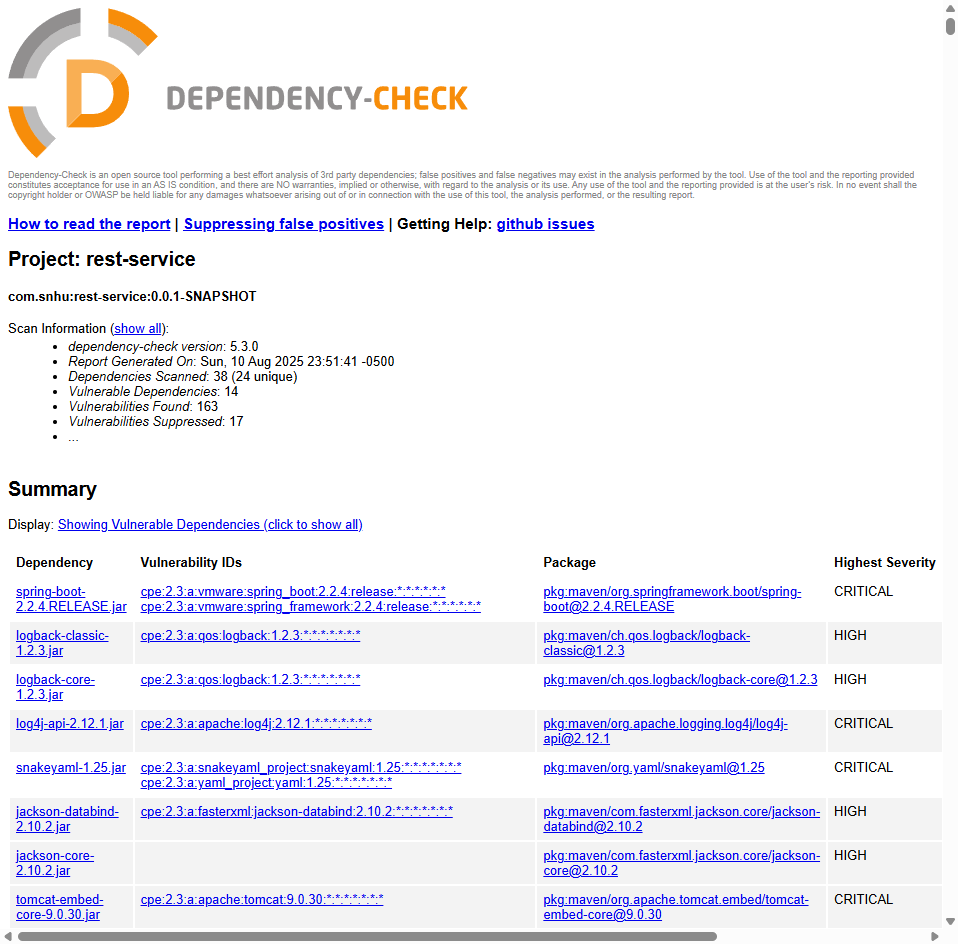 DEPENDENCY-CHECK
Dependency-Check is an open source tool performing a best effort analysis of 3rd party dependencies; false positives and false negatives may exist in the analysis performed by the tool. Use of the tool and the reporting provided
constitutes acceptance for use in an AS IS condition, and there are NO warranties, implied or otherwise, with regard to the analysis or its use. Any use of the tool and the reporting provided is at the user's risk. In no event shall the
copyright holder or OWASP be held liable for any damages whatsoever arising out of or in connection with the use of this tool, the analysis performed, or the resulting report.
How to read the report | Suppressing false positives | Getting Help: github issues
Project: rest-service
com.snhu:rest-service:0.0.1-SNAPSHOT
Scan Information (show all):
• dependency-check version: 5.3.0
• Report Generated On: Sun, 10 Aug 2025 23:51:41 -0500
• Dependencies Scanned: 38 (24 unique)
• Vulnerable Dependencies: 14
• Vulnerabilities Found: 163
• Vulnerabilities Suppressed: 17
• ...
Summary
Display: Showing Vulnerable Dependencies (click to show all)
Dependency Vulnerability IDs Package Highest Severity
spring-boot- cpe:2.3:a:vmware:spring_boot:2.2.4:release:*:*:*:*:*:* pkg:maven/org.springframework.boot/spring- CRITICAL
2.2.4.RELEASE.jar cpe:2.3:a:vmware:spring_framework:2.2.4:release:*:*:*:*:*:* boot@2.2.4.RELEASE
logback-classic- cpe:2.3:a:qos:logback:1.2.3:*:*:*:*:*:*:* pkg:maven/ch.qos.logback/logback- HIGH
1.2.3.jar classic@1.2.3
logback-core- cpe:2.3:a:qos:logback:1.2.3:*:*:*:*:*:*:* pkg:maven/ch.qos.logback/logback-core@1.2.3 HIGH
1.2.3.jar
log4j-api-2.12.1.jar cpe:2.3:a:apache:log4j:2.12.1:*:*:*:*:*:*:* pkg:maven/org.apache.logging.log4j/log4j- CRITICAL
api@2.12.1
snakeyaml-1.25.jar cpe:2.3:a:snakeyaml_project:snakeyaml:1.25:*:*:*:*:*:*:* pkg:maven/org.yaml/snakeyaml@1.25 CRITICAL
cpe:2.3:a:yaml_project:yaml:1.25:*:*:*:*:*:*:*
jackson-databind- cpe:2.3:a:fasterxml:jackson-databind:2.10.2:*:*:*:*:*:*:* pkg:maven/com.fasterxml.jackson.core/jackson- HIGH
2.10.2.jar databind@2.10.2
jackson-core- pkg:maven/com.fasterxml.jackson.core/jackson- HIGH
2.10.2.jar core@2.10.2
tomcat-embed- cpe:2.3:a:apache:tomcat:9.0.30:*:*:*:*:*:*:* pkg:maven/org.apache.tomcat.embed/tomcat- CRITICAL
core-9.0.30.jar embed-core@9.0.30